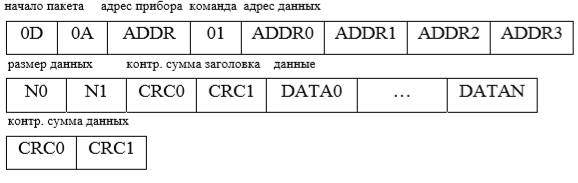 начало пакета адрес прибора команда адрес данных
0D 0A ADDR 01 ADDR0 ADDR1 ADDR2 ADDR3
размер данных контр. сумма заголовка данные
N0 N1 CRC0 CRC1 DATA0 … DATAN
контр. сумма данных
CRC0 CRC1